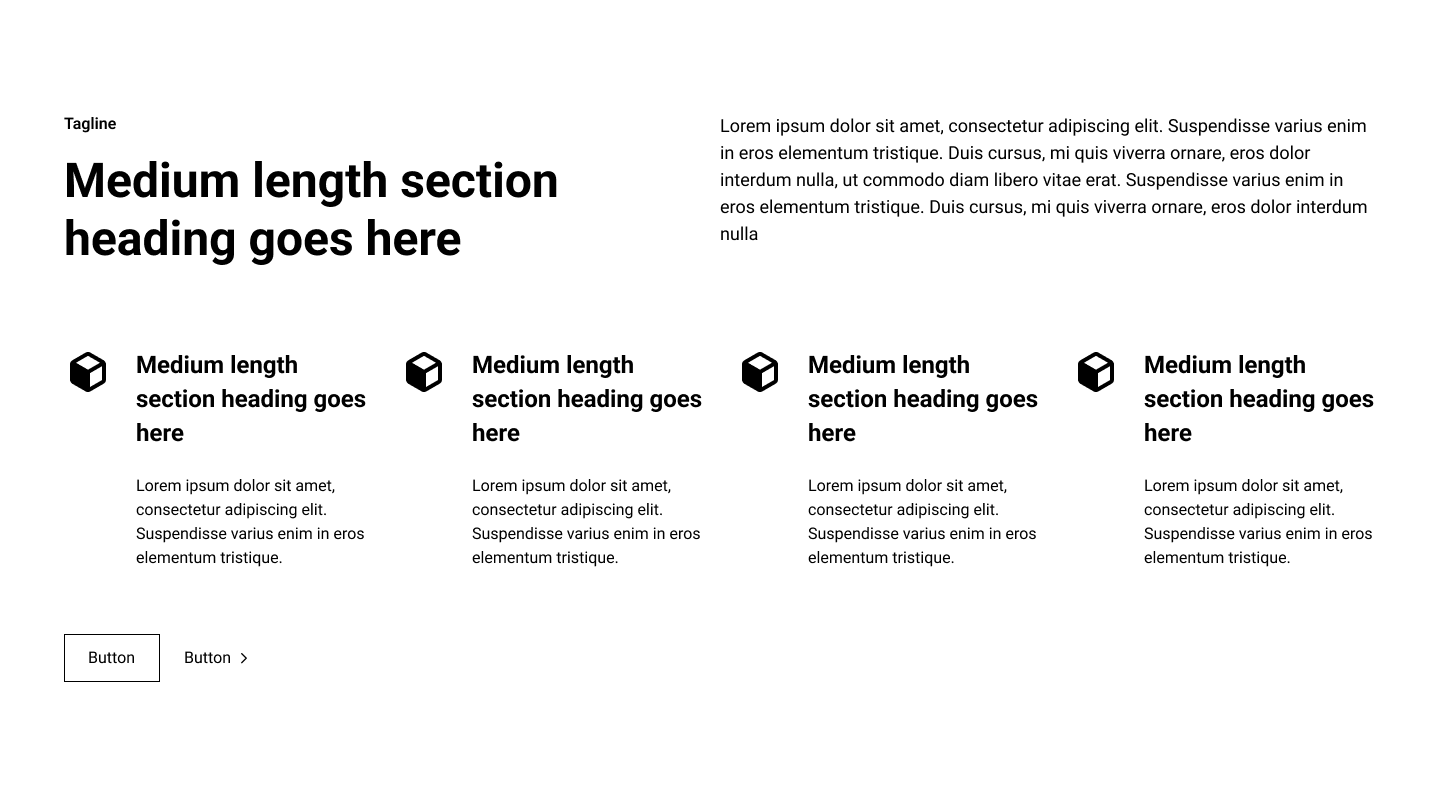 Tagline
Medium length section
heading goes here
Lorem ipsum dolor sit amet, consectetur adipiscing elit. Suspendisse varius enim
in eros elementum tristique. Duis cursus, mi quis viverra ornare, eros dolor
interdum nulla, ut commodo diam libero vitae erat. Suspendisse varius enim in
eros elementum tristique. Duis cursus, mi quis viverra ornare, eros dolor interdum
nulla
Medium length
section heading goes
here
Lorem ipsum dolor sit amet,
consectetur adipiscing elit.
Suspendisse varius enim in eros
elementum tristique.
Medium length
section heading goes
here
Lorem ipsum dolor sit amet,
consectetur adipiscing elit.
Suspendisse varius enim in eros
elementum tristique.
Medium length
section heading goes
here
Lorem ipsum dolor sit amet,
consectetur adipiscing elit.
Suspendisse varius enim in eros
elementum tristique.
Medium length
section heading goes
here
Lorem ipsum dolor sit amet,
consectetur adipiscing elit.
Suspendisse varius enim in eros
elementum tristique.
Button
Button